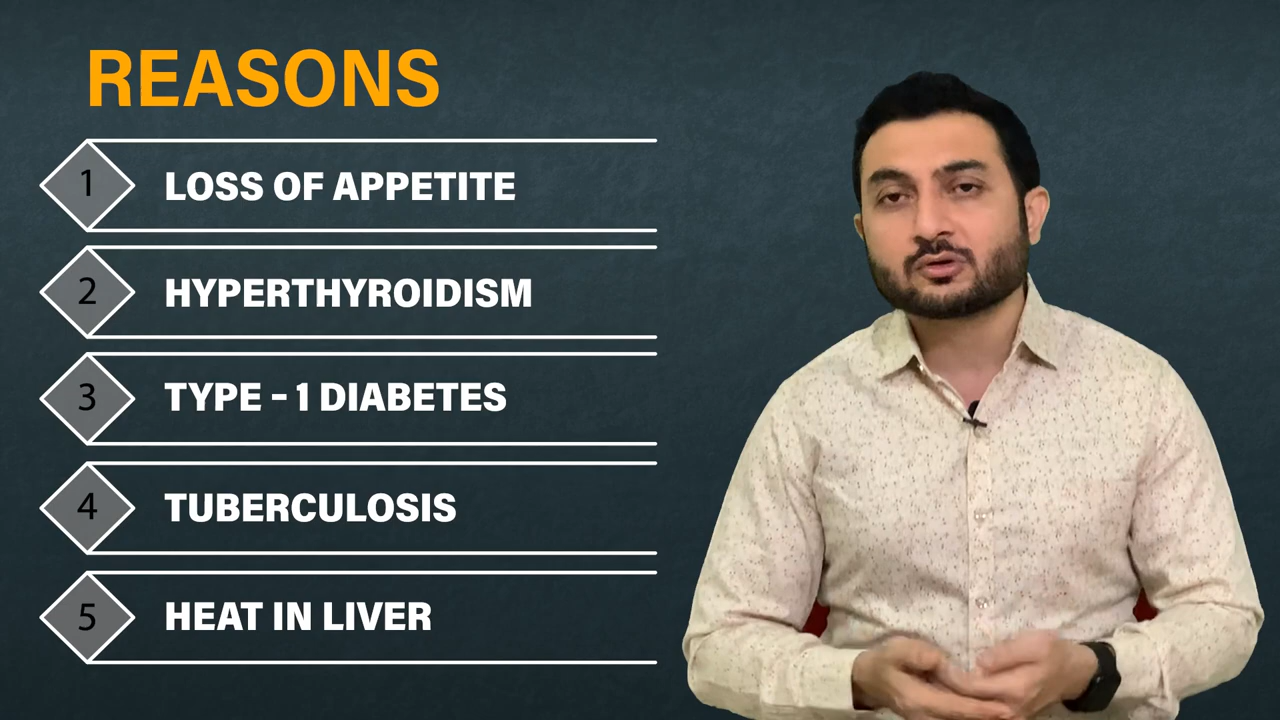 REASONS
1 LOSS OF APPETITE
2 HYPERTHYROIDISM
3 TYPE - 1 DIABETES
4 TUBERCULOSIS
5 HEAT IN LIVER